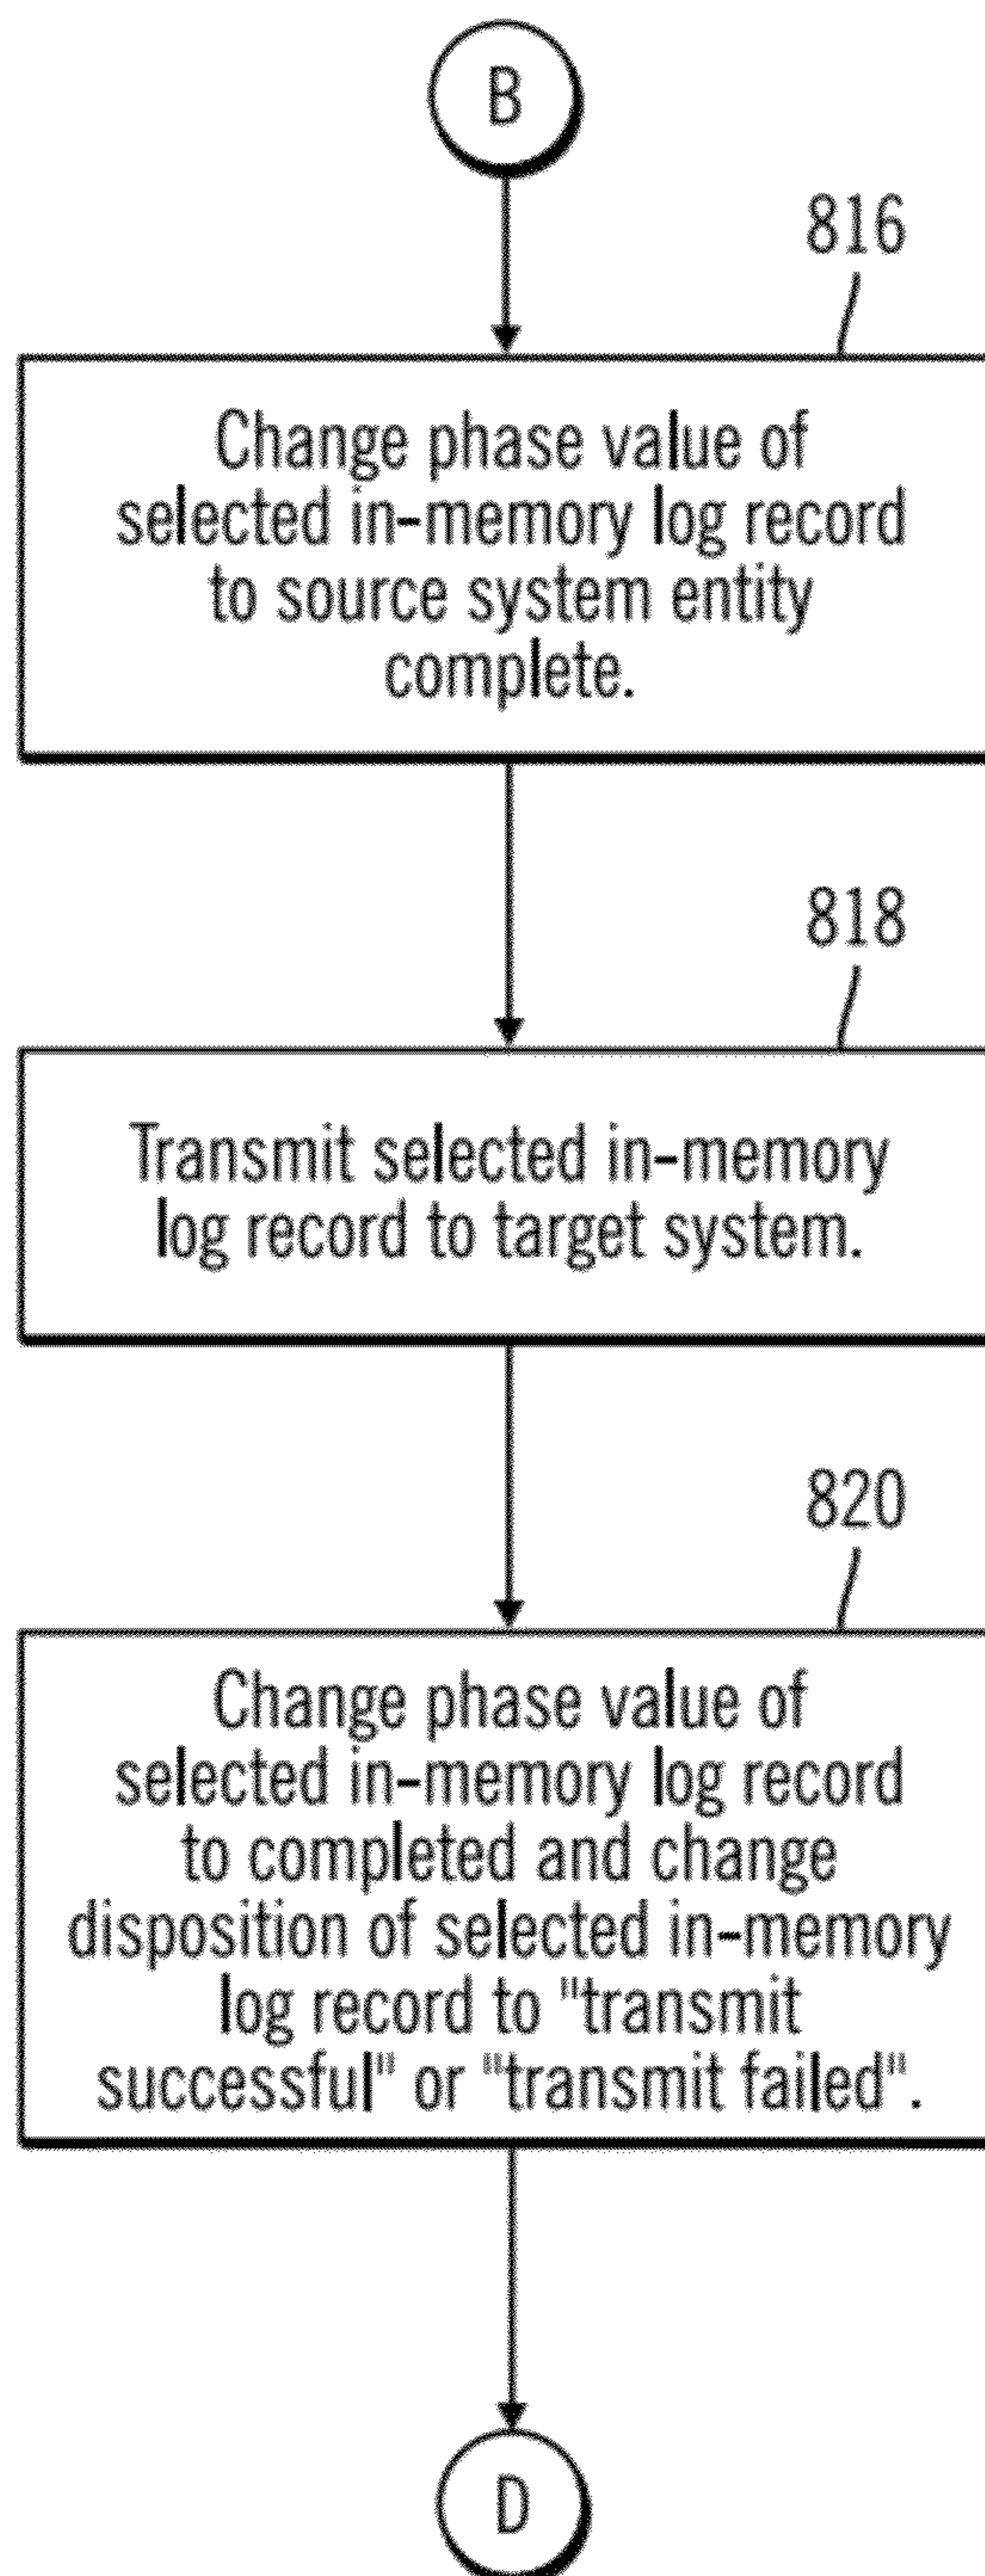 B
816
Change phase value of
selected in-memory log record
to source system entity
complete.
818
Transmit selected in-memory
log record to target system.
820
Change phase value of
selected in-memory log record
to completed and change
disposition of selected in-memory
log record to "transmit
successful" or "transmit failed".
D